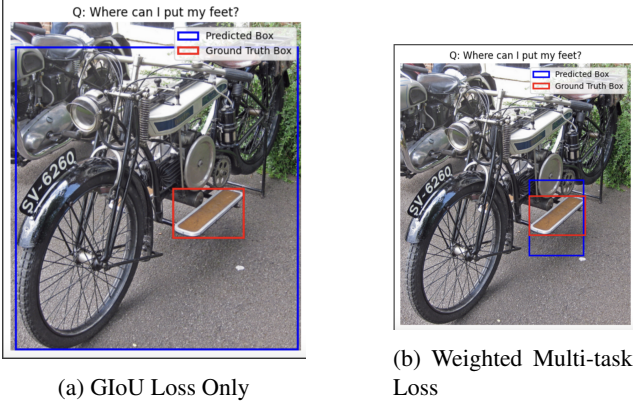 Q: Where can I put my feet?
Predicted Box
Ground Truth Box
SV-6260
(a) GIoU Loss Only
Q: Where can I put my feet?
Predicted Box
Ground Truth Box
SV-6260
(b) Weighted Multi-task
Loss